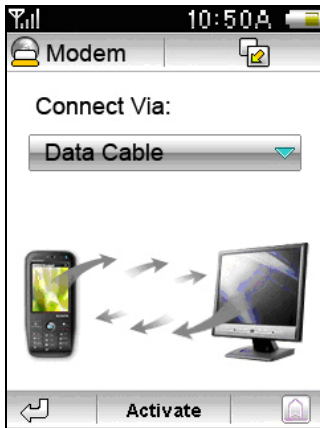 10:50A
Modem
Connect Via:
Data Cable
Activate